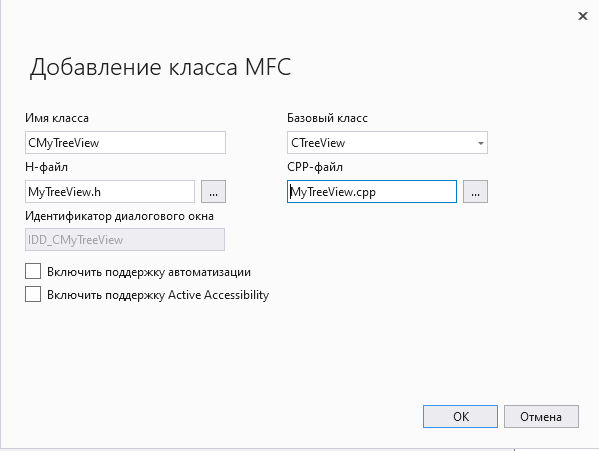 Добавление класса MFC
Имя класса
Базовый класс
CMyTreeView
CTreeView
H-файл
CPP-файл
MyTreeView.h
...
MyTreeView.cpp
...
Идентификатор диалогового окна
IDD_CMyTreeView
Включить поддержку автоматизации
Включить поддержку Active Accessibility
ОК
Отмена